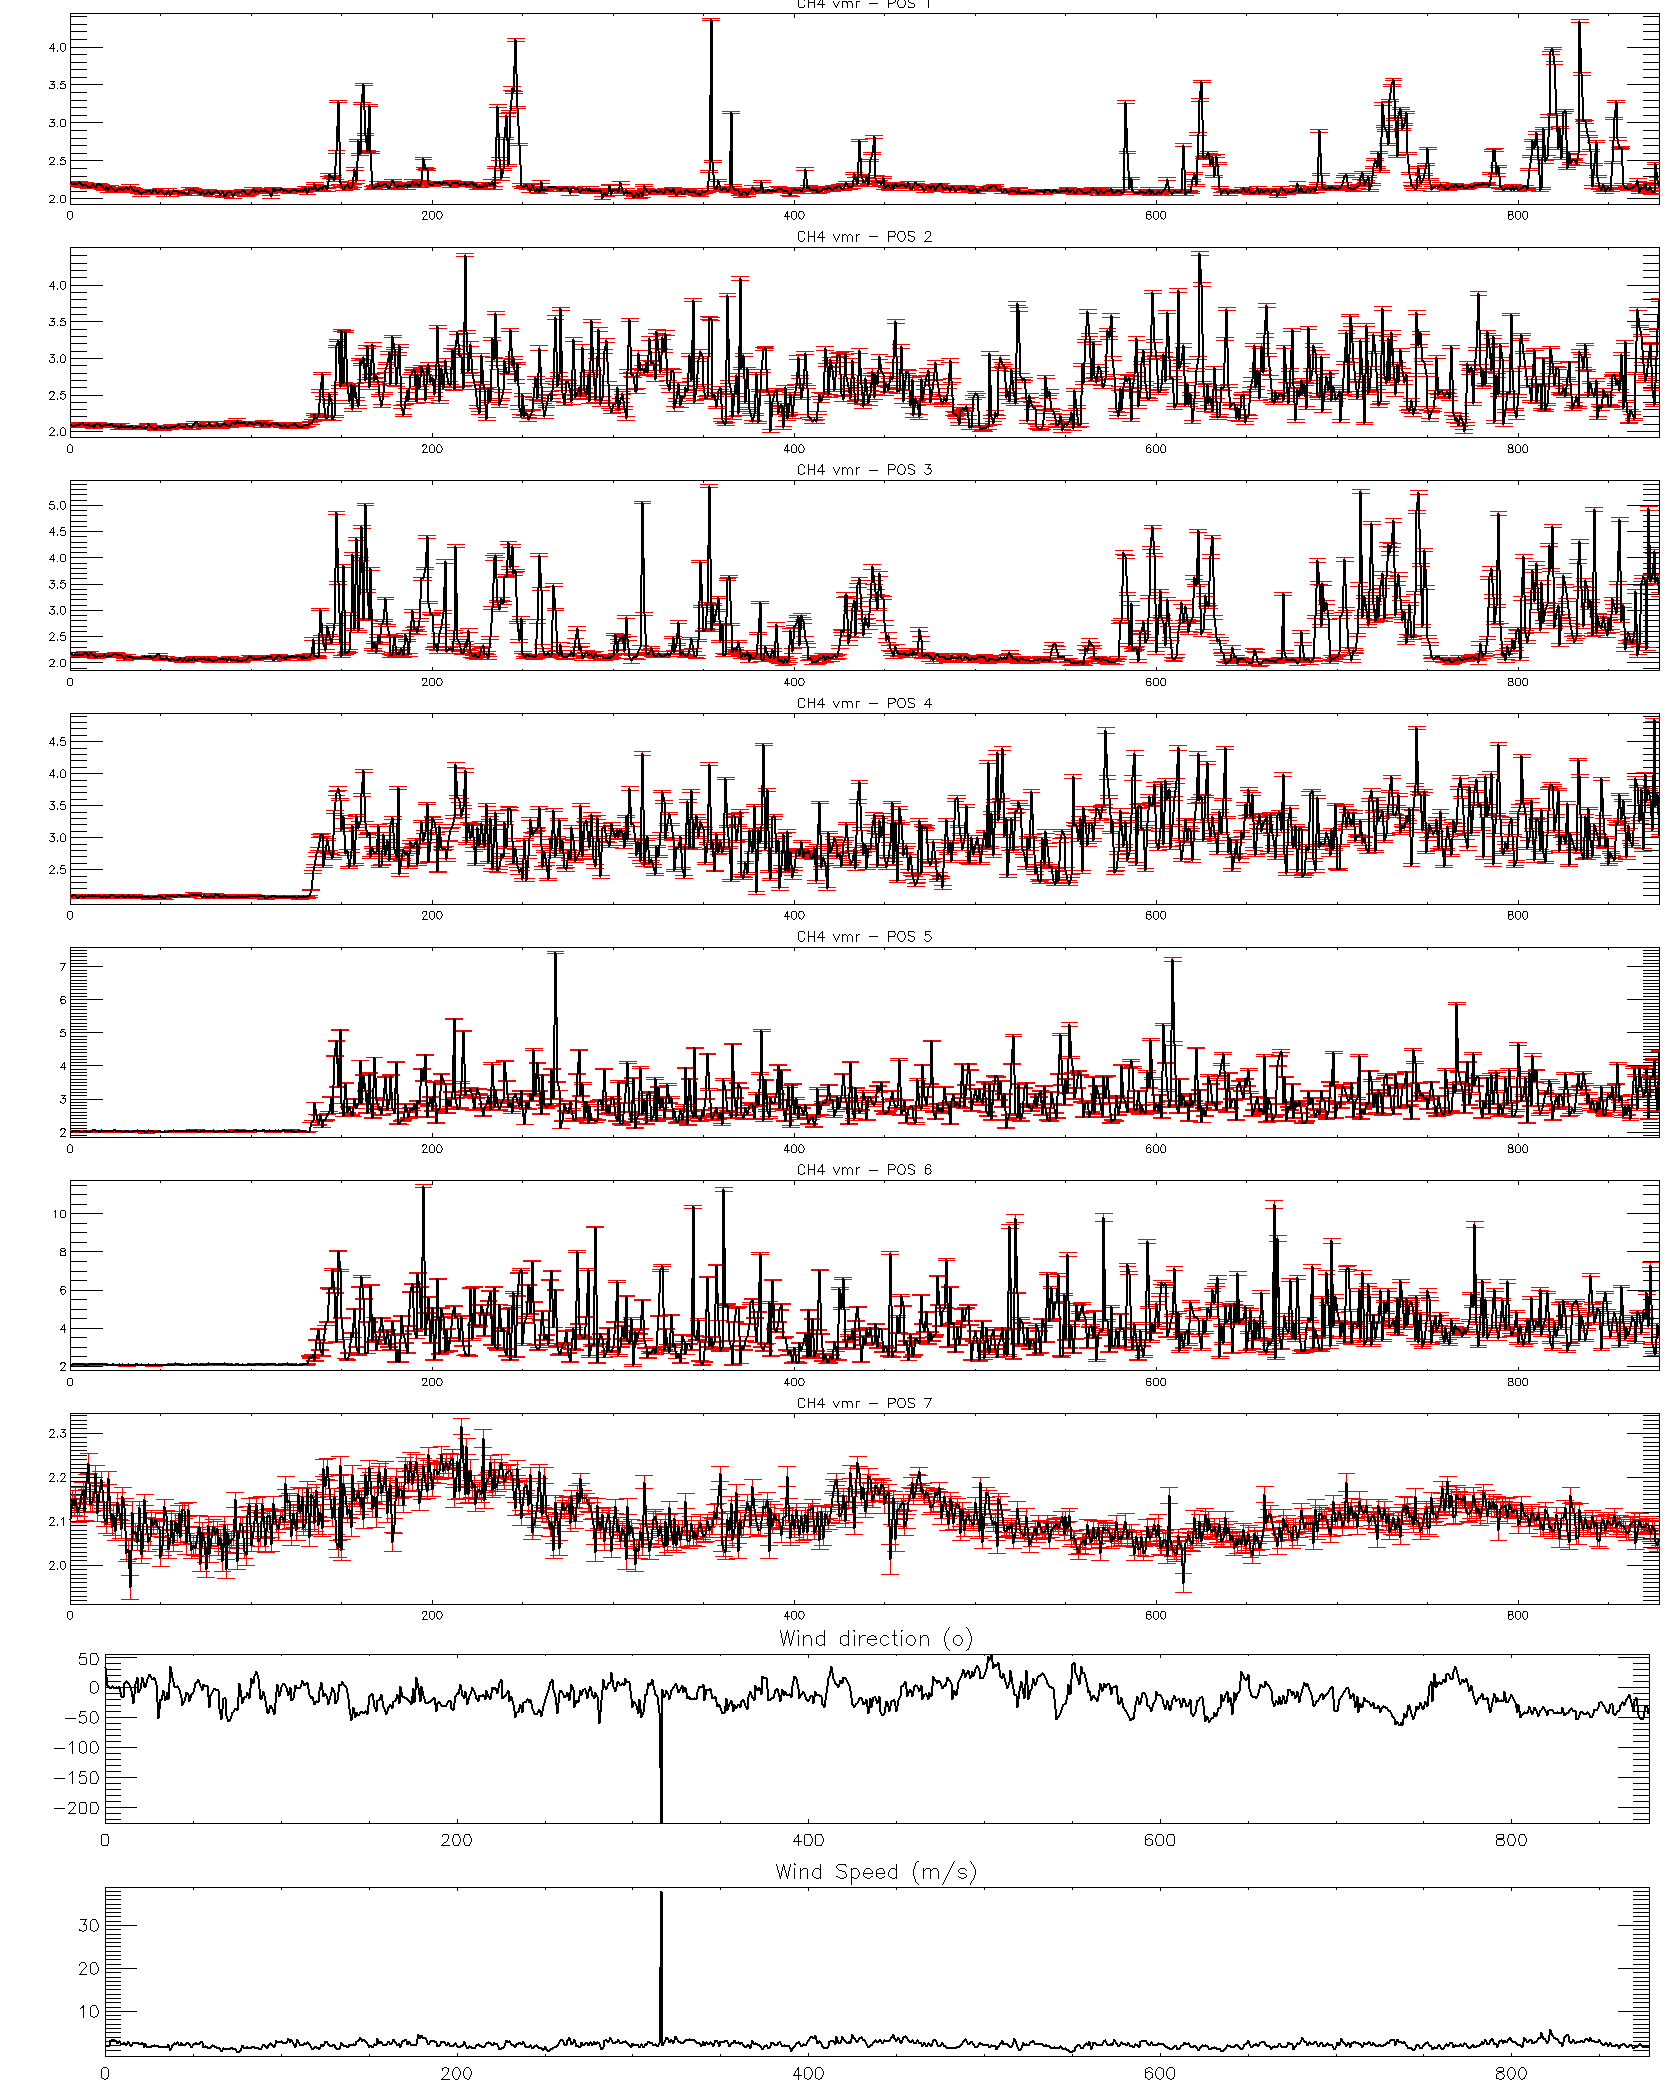 CH4 vmr – POS 1
4.0
3.5
3.0
2.5
2.0
0 200 400 600 800
CH4 vmr – POS 2
4.0
3.5
3.0
2.5
2.0
0 200 400 600 800
CH4 vmr – POS 3
5.0
4.5
4.0
3.5
3.0
2.5
2.0
0 200 400 600 800
CH4 vmr – POS 4
4.5
4.0
3.5
3.0
2.5
0 200 400 600 800
CH4 vmr – POS 5
7
6
5
4
3
2
0 200 400 600 800
CH4 vmr – POS 6
10
8
6
4
2
0 200 400 600 800
CH4 vmr – POS 7
2.3
2.2
2.1
2.0
0 200 400 600 800
Wind direction (o)
50
0
−50
−100
−150
−200
0 200 400 600 800
Wind Speed (m/s)
30
20
10
0 200 400 600 800